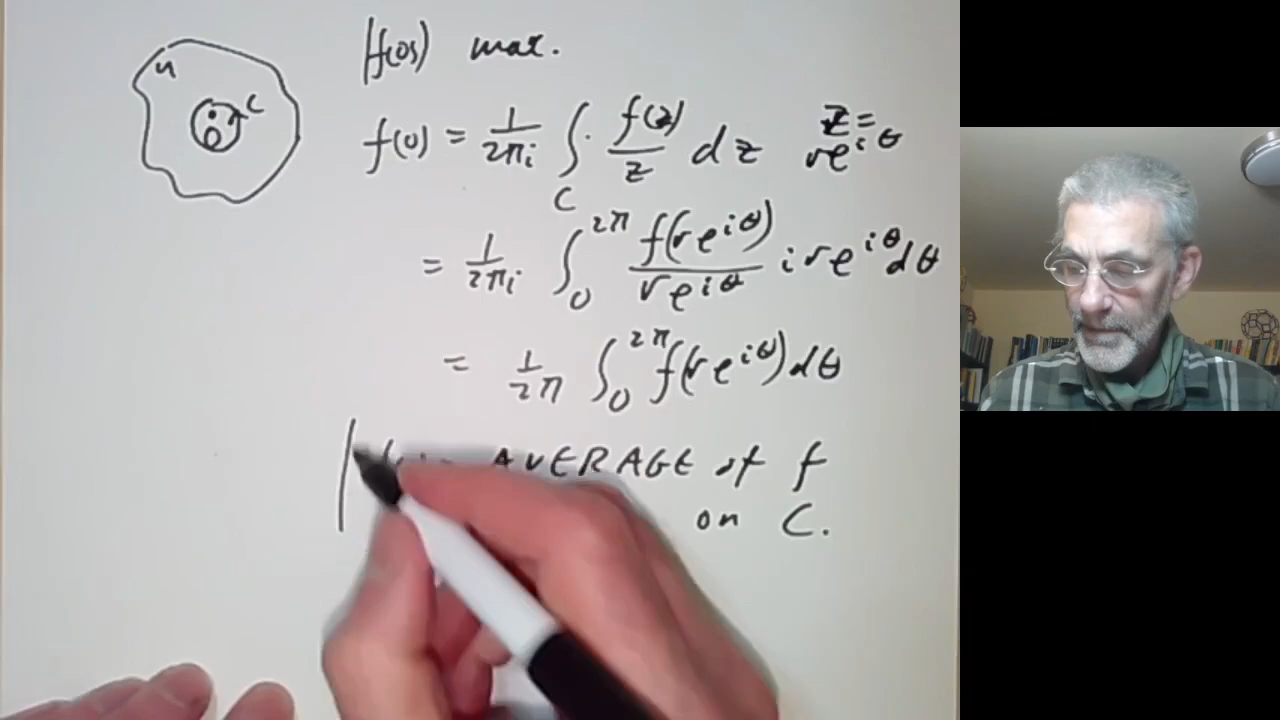 |f(0)| max.
u
C
0
f(0) = 1/2πi ∫_C f(z)/z dz z = re^{iθ}
= 1/2πi ∫_0^{2π} f(re^{iθ})/re^{iθ} i r e^{iθ} dθ
= 1/2π ∫_0^{2π} f(re^{iθ}) dθ
AVERAGE of f
on C.